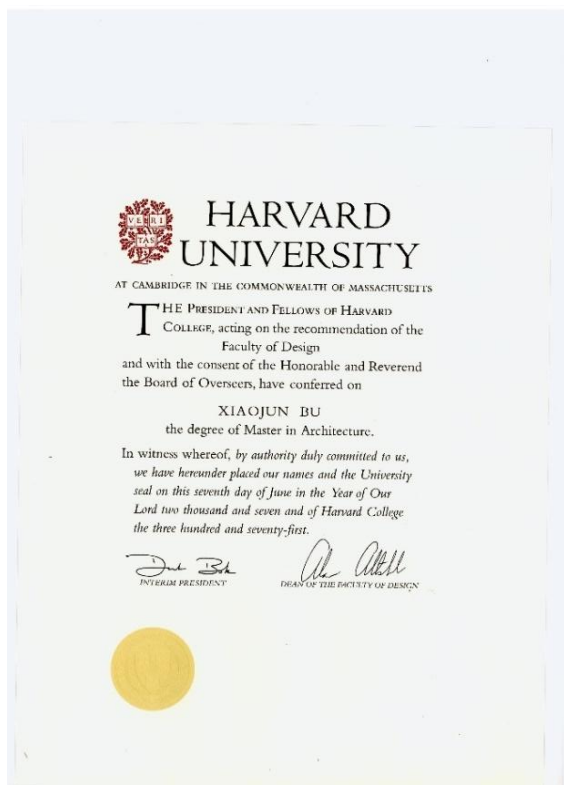 VE RI
TAS
HARVARD
UNIVERSITY
AT CAMBRIDGE IN THE COMMONWEALTH OF MASSACHUSETTS
THE PRESIDENT AND FELLOWS OF HARVARD
COLLEGE, acting on the recommendation of the
Faculty of Design
and with the consent of the Honorable and Reverend
the Board of Overseers, have conferred on
XIAOJUN BU
the degree of Master in Architecture.
In witness whereof, by authority duly committed to us,
we have hereunder placed our names and the University
seal on this seventh day of June in the Year of Our
Lord two thousand and seven and of Harvard College
the three hundred and seventy-first.
INTERIM PRESIDENT
DEAN OF THE FACULTY OF DESIGN